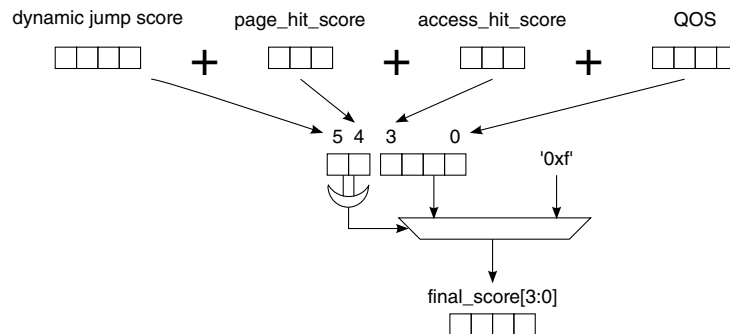 dynamic jump score page_hit_score access_hit_score QOS
+ + +
5 4 3 0
'0xf'
final_score[3:0]